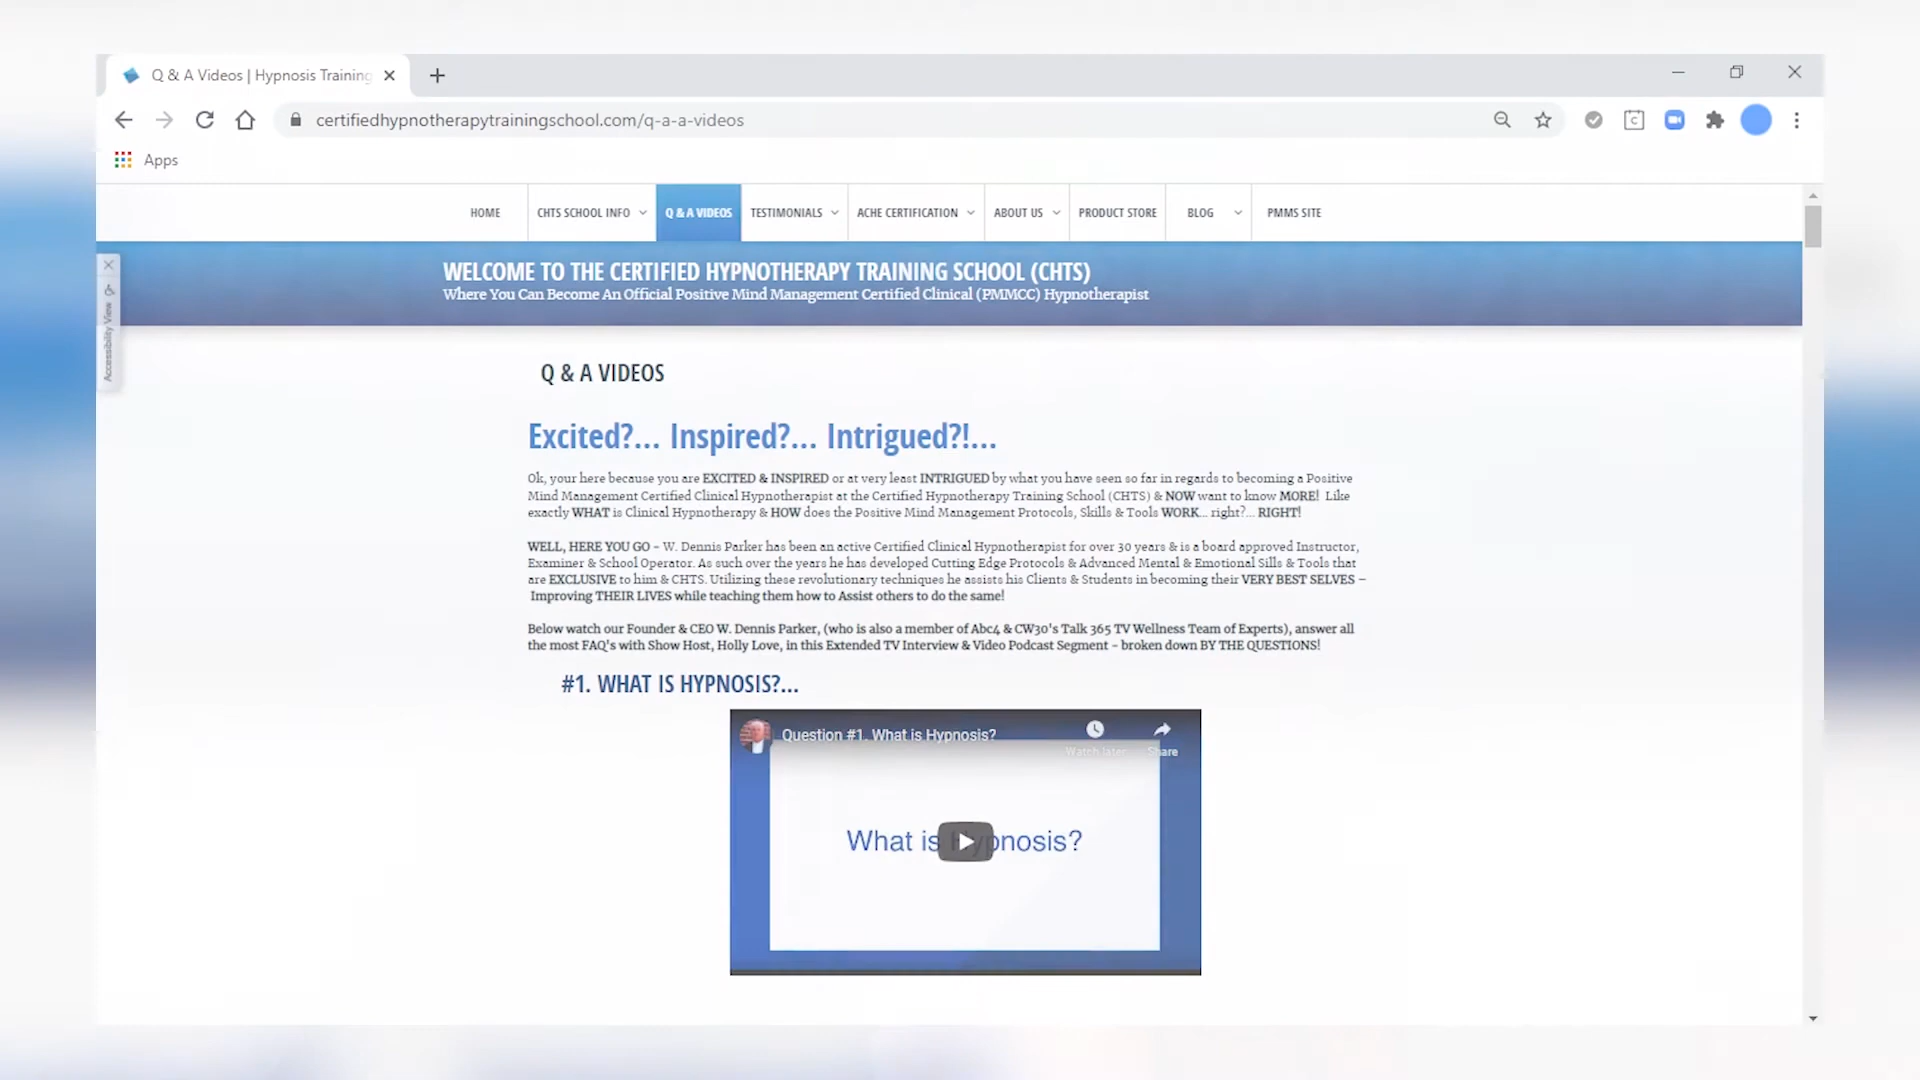 Q & A Videos | Hypnosis Training
certifiedhypnotherapytrainingschool.com/q-a-a-videos
Apps
HOME CHTS SCHOOL INFO Q & A VIDEOS TESTIMONIALS ACHE CERTIFICATION ABOUT US PRODUCT STORE BLOG PMMS SITE
WELCOME TO THE CERTIFIED HYPNOTHERAPY TRAINING SCHOOL (CHTS)
Where You Can Become An Official Positive Mind Management Certified Clinical (PMMCC) Hypnotherapist
Accessibility View
Q & A VIDEOS
Excited?... Inspired?... Intrigued?!...
Ok, your here because you are EXCITED & INSPIRED or at very least INTRIGUED by what you have seen so far in regards to becoming a Positive
Mind Management Certified Clinical Hypnotherapist at the Certified Hypnotherapy Training School (CHTS) & NOW want to know MORE! Like
exactly WHAT is Clinical Hypnotherapy & HOW does the Positive Mind Management Protocols, Skills & Tools WORK... right?... RIGHT!
WELL, HERE YOU GO - W. Dennis Parker has been an active Certified Clinical Hypnotherapist for over 30 years & is a board approved Instructor,
Examiner & School Operator. As such over the years he has developed Cutting Edge Protocols & Advanced Mental & Emotional Sills & Tools that
are EXCLUSIVE to him & CHTS. Utilizing these revolutionary techniques he assists his Clients & Students in becoming their VERY BEST SELVES –
Improving THEIR LIVES while teaching them how to Assist others to do the same!
Below watch our Founder & CEO W. Dennis Parker, (who is also a member of Abc4 & CW30's Talk 365 TV Wellness Team of Experts), answer all
the most FAQ's with Show Host, Holly Love, in this Extended TV Interview & Video Podcast Segment - broken down BY THE QUESTIONS!
#1. WHAT IS HYPNOSIS?...
Question #1. What is Hypnosis?
Watch later Share
What is Hypnosis?